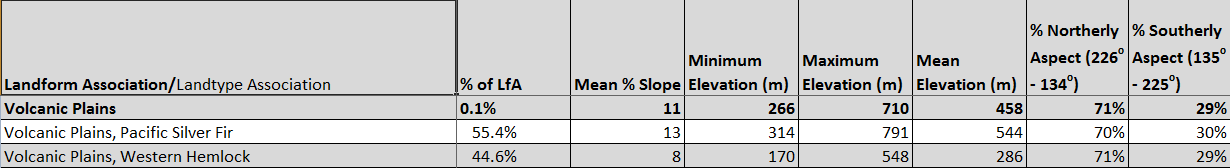 Landform Association/Landtype Association % of LfA Mean % Slope Minimum Elevation (m) Maximum Elevation (m) Mean Elevation (m) % Northerly Aspect (226° - 134°) % Southerly Aspect (135° - 225°)
Volcanic Plains 0.1% 11 266 710 458 71% 29%
Volcanic Plains, Pacific Silver Fir 55.4% 13 314 791 544 70% 30%
Volcanic Plains, Western Hemlock 44.6% 8 170 548 286 71% 29%